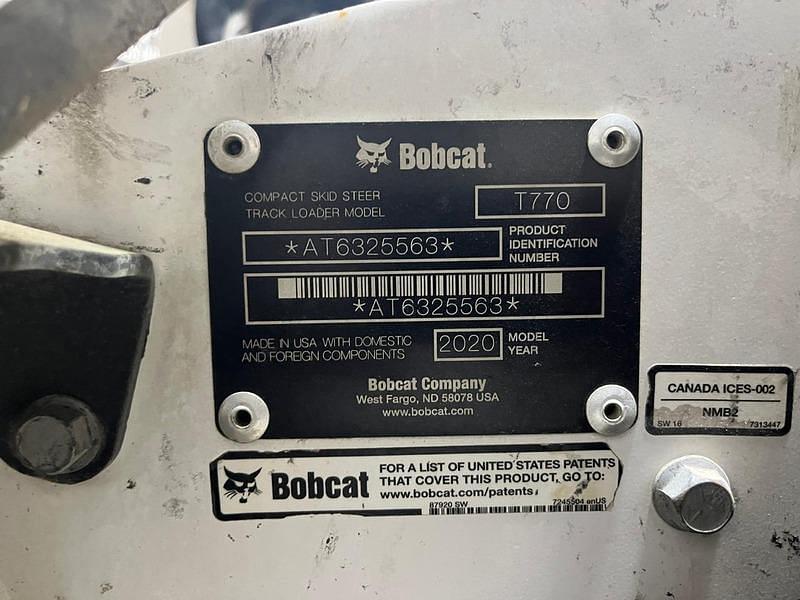 Bobcat.
COMPACT SKID STEER
TRACK LOADER MODEL
T770
*AT6325563*
PRODUCT
IDENTIFICATION
NUMBER
*AT6325563*
MADE IN USA WITH DOMESTIC
AND FOREIGN COMPONENTS
2020
MODEL
YEAR
Bobcat Company
West Fargo, ND 58078 USA
www.bobcat.com
CANADA ICES-002
NMB2
SW 16 7313447
Bobcat
FOR A LIST OF UNITED STATES PATENTS
THAT COVER THIS PRODUCT, GO TO:
www.bobcat.com/patents
87920 SW 7245504 enUS